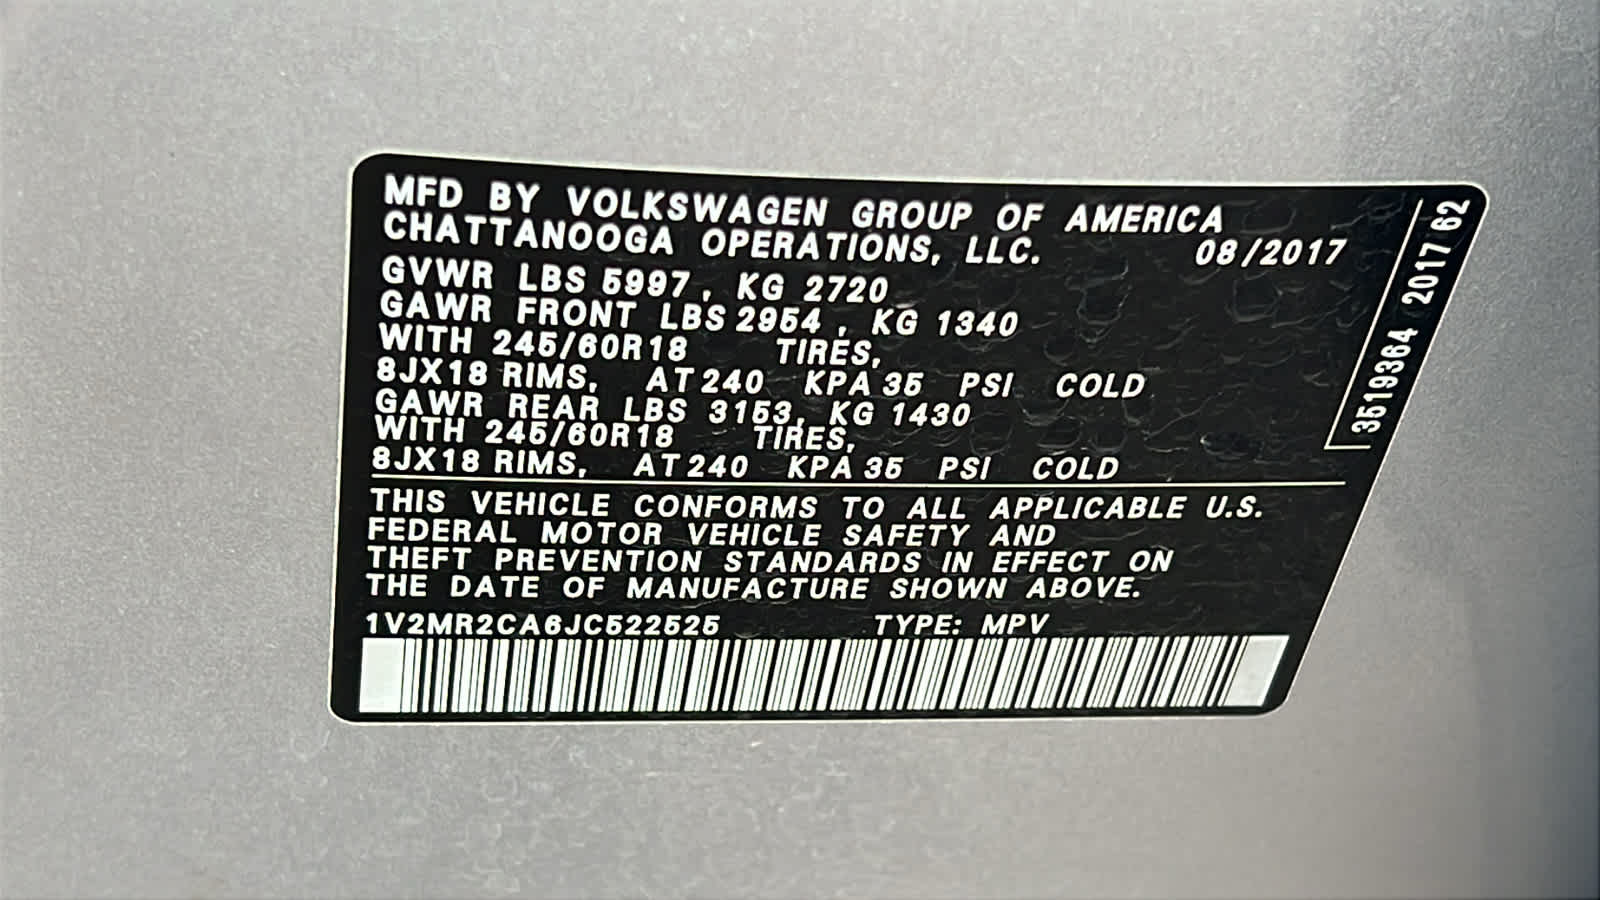 MFD BY VOLKSWAGEN GROUP OF AMERICA
CHATTANOOGA OPERATIONS, LLC. 08/2017
GVWR LBS 5997, KG 2720
GAWR FRONT LBS 2954, KG 1340
WITH 245/60R18 TIRES,
8JX18 RIMS, AT 240 KPA 35 PSI COLD
GAWR REAR LBS 3153, KG 1430
WITH 245/60R18 TIRES,
8JX18 RIMS, AT 240 KPA 35 PSI COLD
THIS VEHICLE CONFORMS TO ALL APPLICABLE U.S.
FEDERAL MOTOR VEHICLE SAFETY AND
THEFT PREVENTION STANDARDS IN EFFECT ON
THE DATE OF MANUFACTURE SHOWN ABOVE.
1V2MR2CA6JC522525 TYPE: MPV
3519364 2017 62